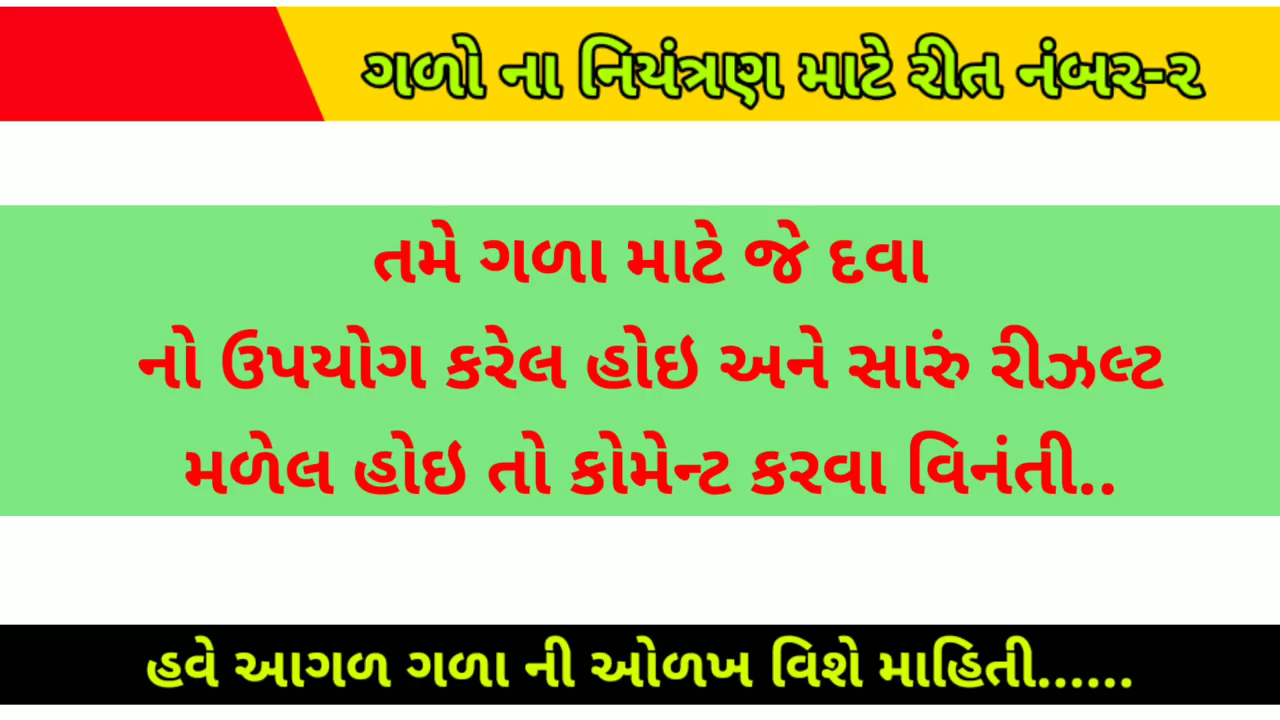 ગળો ના નિયંત્રણ માટે રીત નંબર-૨
તમે ગળા માટે જે દવા
નો ઉપયોગ કરેલ હોઇ અને સારું રીઝલ્ટ
મળેલ હોઇ તો કોમેન્ટ કરવા વિનંતી..
હવે આગળ ગળા ની ઓળખ વિશે માહિતી......